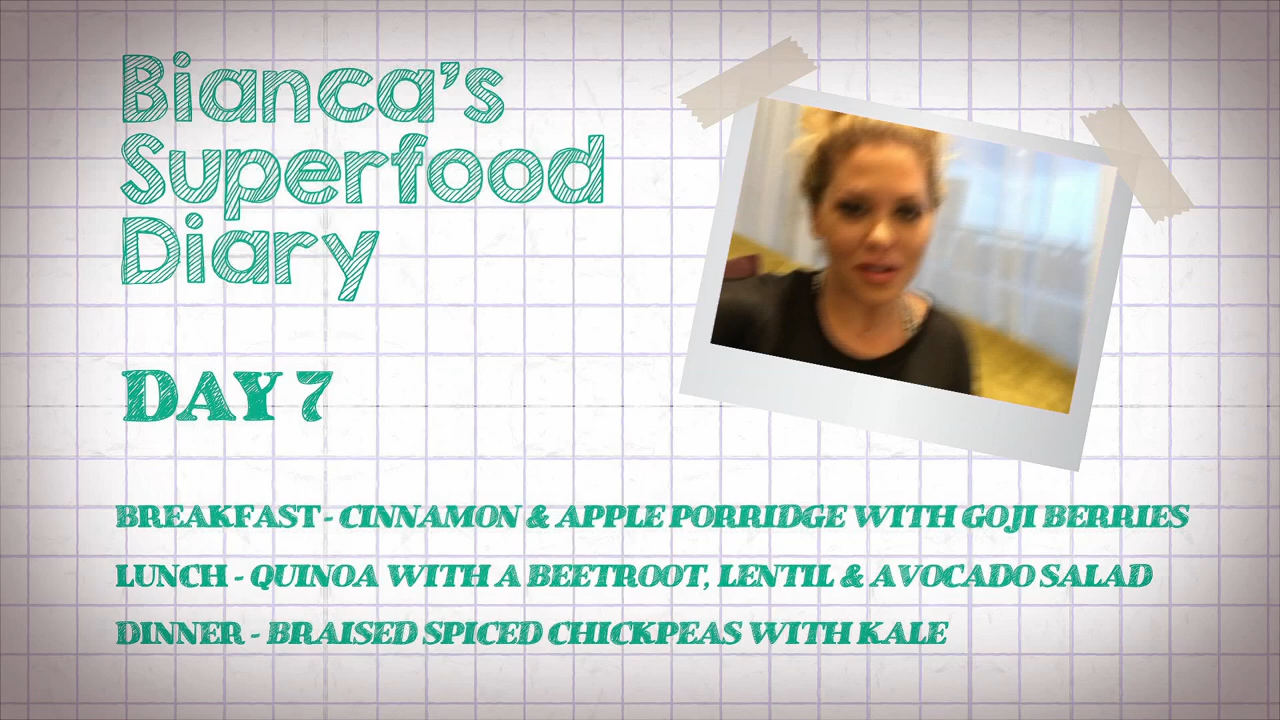 Bianca's
Superfood
Diary
DAY 7
BREAKFAST - CINNAMON & APPLE PORRIDGE WITH GOJI BERRIES
LUNCH - QUINOA WITH A BEETROOT, LENTIL & AVOCADO SALAD
DINNER - BRAISED SPICED CHICKPEAS WITH KALE